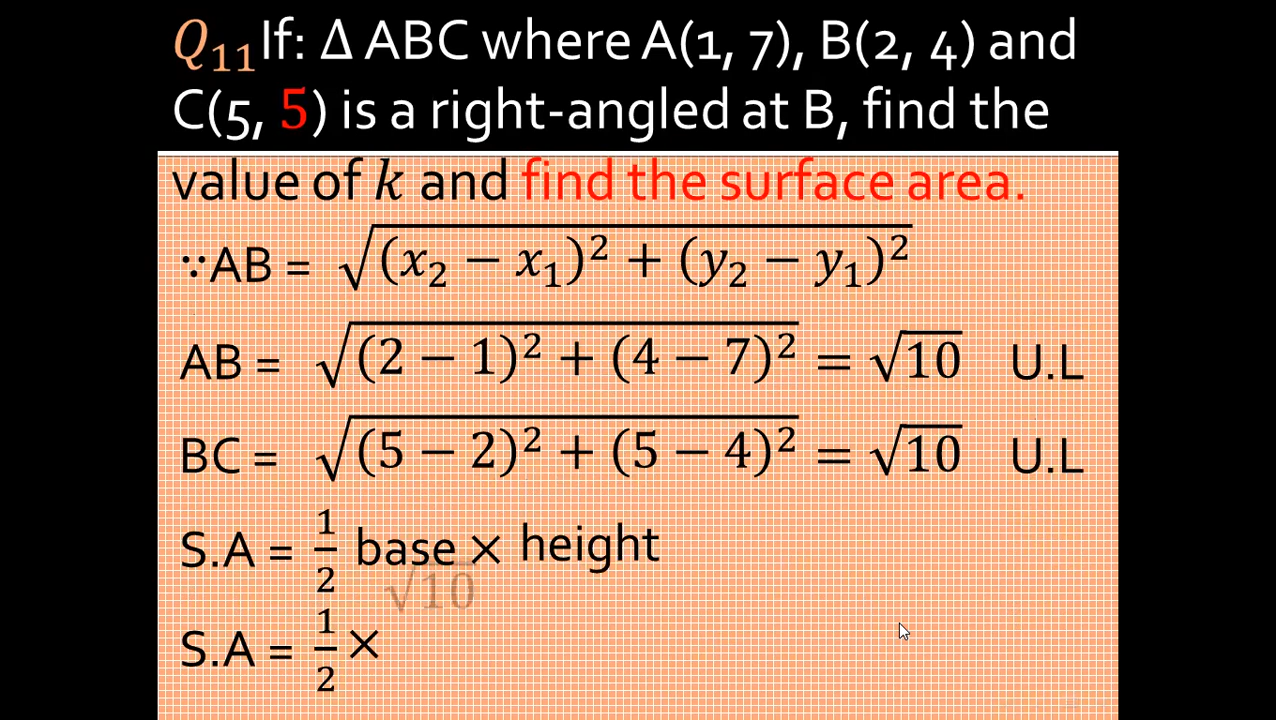 Q₁₁If: Δ ABC where A(1, 7), B(2, 4) and
C(5, 5) is a right-angled at B, find the
value of k and find the surface area.
∵AB = √((x₂ − x₁)² + (y₂ − y₁)²)
AB = √((2 − 1)² + (4 − 7)²) = √10 U.L
BC = √((5 − 2)² + (5 − 4)²) = √10 U.L
S.A = 1/2 base × height
√10
S.A = 1/2 ×